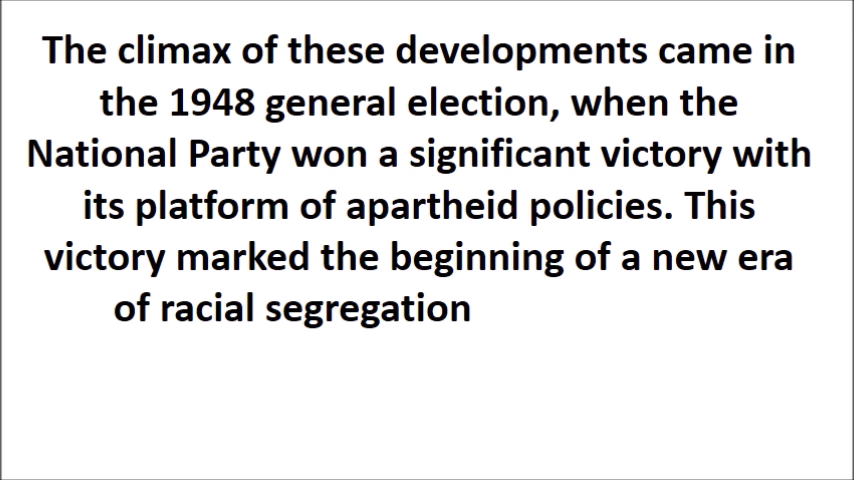 The climax of these developments came in
the 1948 general election, when the
National Party won a significant victory with
its platform of apartheid policies. This
victory marked the beginning of a new era
of racial segregation